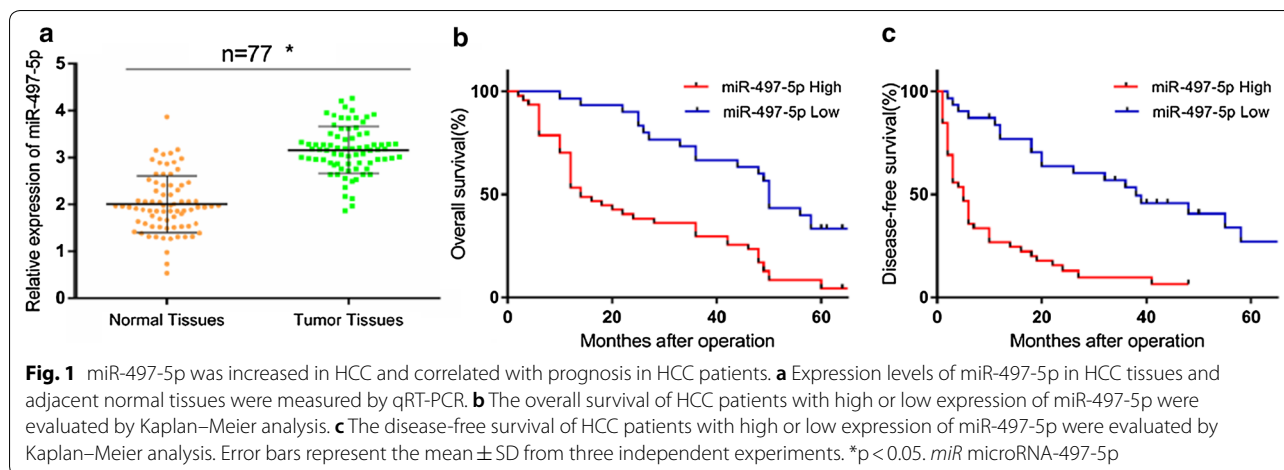 a
n=77 *
Relative expression of miR-497-5p
5
4
3
2
1
0
Normal Tissues
Tumor Tissues
b
Overall survival(%)
100
50
0
miR-497-5p High
miR-497-5p Low
0 20 40 60
Monthes after operation
c
Disease-free survival(%)
100
50
0
miR-497-5p High
miR-497-5p Low
0 20 40 60
Monthes after operation
Fig. 1 miR-497-5p was increased in HCC and correlated with prognosis in HCC patients. a Expression levels of miR-497-5p in HCC tissues and
adjacent normal tissues were measured by qRT-PCR. b The overall survival of HCC patients with high or low expression of miR-497-5p were
evaluated by Kaplan–Meier analysis. c The disease-free survival of HCC patients with high or low expression of miR-497-5p were evaluated by
Kaplan–Meier analysis. Error bars represent the mean ± SD from three independent experiments. *p < 0.05. miR microRNA-497-5p